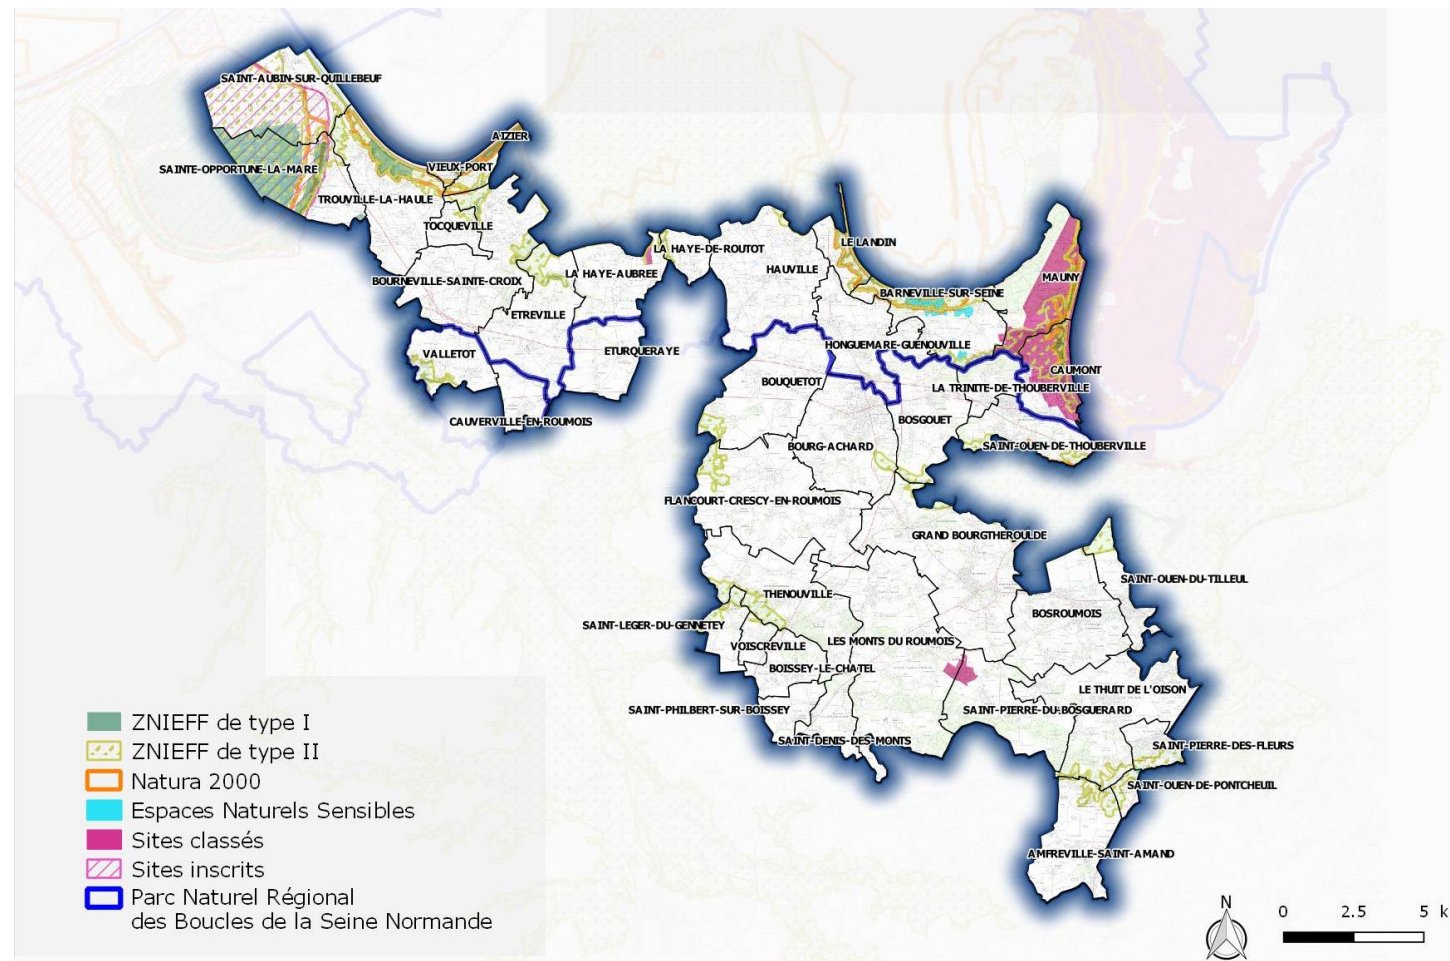 SAINT-AUBIN-SUR-QUILLEBEUF
AIZIER
VIEUX-PORT
SAINTE-OPPORTUNE-LA-MARE
TROUVILLE-LA-HAULE
TOCQUEVILLE
LE LANDIN
LA HAYE-DE-ROUTOT
HAUVILLE
LA HAYE-AUBREE
MAUNY
BOURNEVILLE-SAINTE-CROIX
BARNEVILLE-SUR-SEINE
ETREVILLE
HONGUEMARE-GUENOUVILLE
VALLETOT
ETURQUERAYE
CAUMONT
BOUQUETOT
LA TRINITE-DE-THOUBERVILLE
CAUVERVILLE-EN-ROUMOIS
BOSGOUET
BOURG-ACHARD
SAINT-OUEN-DE-THOUBERVILLE
FLANCOURT-CRESCY-EN-ROUMOIS
GRAND BOURGTHEROULDE
SAINT-OUEN-DU-TILLEUL
THENOUVILLE
BOSROUMOIS
SAINT-LEGER-DU-GENNETEY
VOISCREVILLE
LES MONTS DU ROUMOIS
BOISSEY-LE-CHATEL
LE THUIT DE L'OISON
SAINT-PHILBERT-SUR-BOISSEY
SAINT-PIERRE-DU-BOSGUERARD
SAINT-DENIS-DES-MONTS
SAINT-PIERRE-DES-FLEURS
SAINT-OUEN-DE-PONTCHEUIL
AMFREVILLE-SAINT-AMAND
ZNIEFF de type I
ZNIEFF de type II
Natura 2000
Espaces Naturels Sensibles
Sites classés
Sites inscrits
Parc Naturel Régional
des Boucles de la Seine Normande
N
0 2.5 5 k